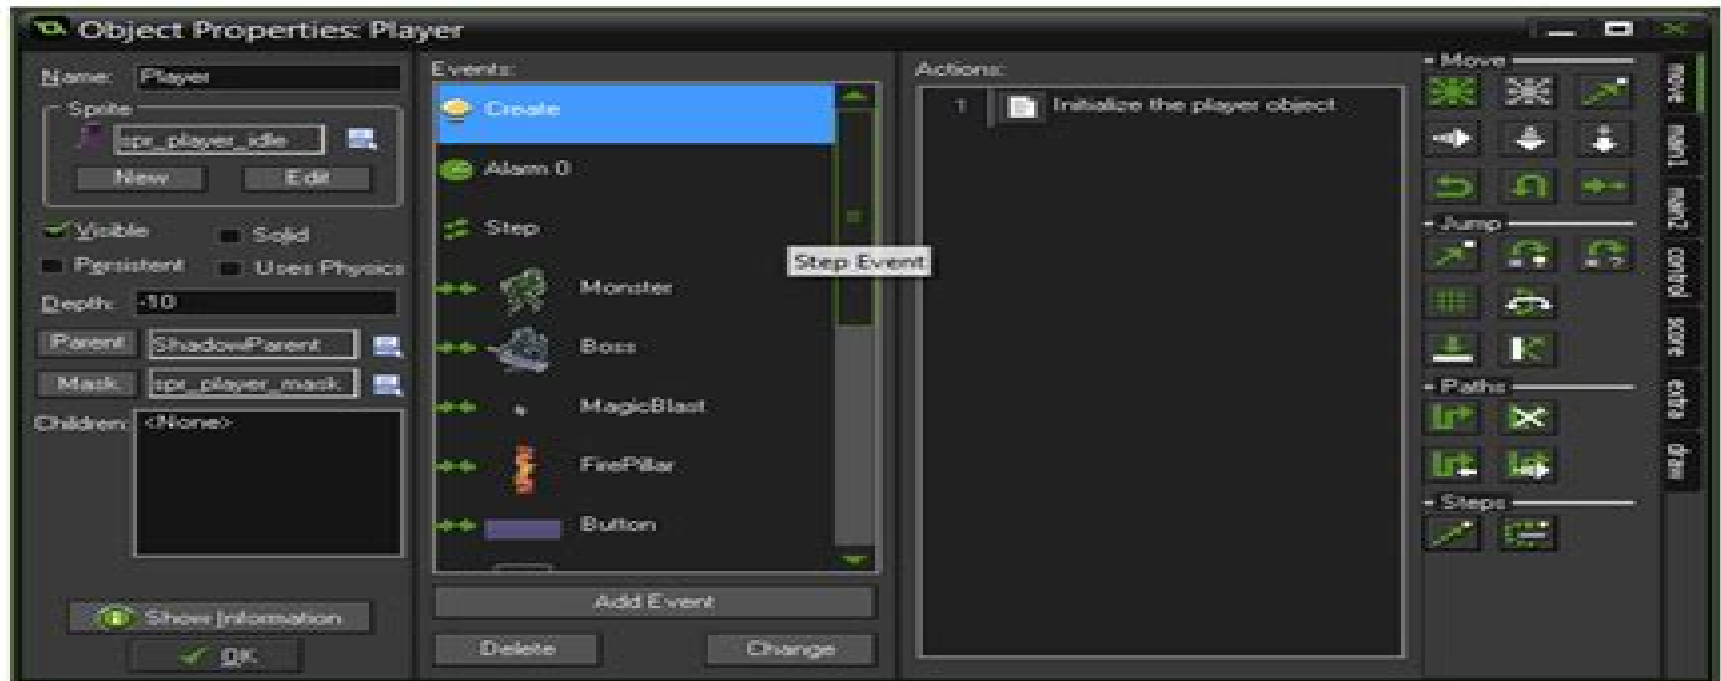 Object Properties: Player
Name: Player
Sprite
spr_player_idle
New
Edit
Visible
Solid
Persistent
Uses Physics
Depth: -10
Parent
ShadowParent
Mask
spr_player_mask
Children
<None>
Show Information
OK
Events:
Create
Alarm 0
Step
Step Event
Monster
Boss
MagicBlast
FirePillar
Button
Add Event
Delete
Change
Actions:
1 Initialize the player object
Move
Jump
Paths
Steps
move
main1
main2
control
score
extra
draw